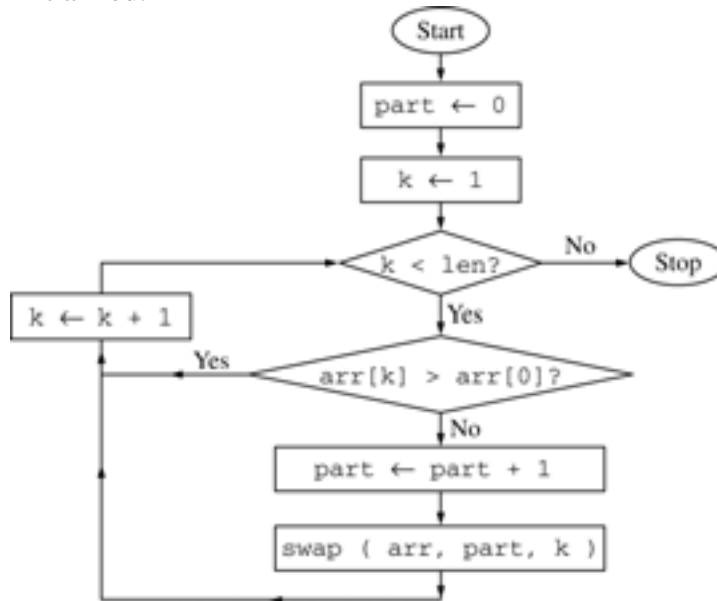 Start
part ← 0
k ← 1
k < len?
No
Stop
Yes
k ← k + 1
arr[k] > arr[0]?
Yes
No
part ← part + 1
swap ( arr, part, k )